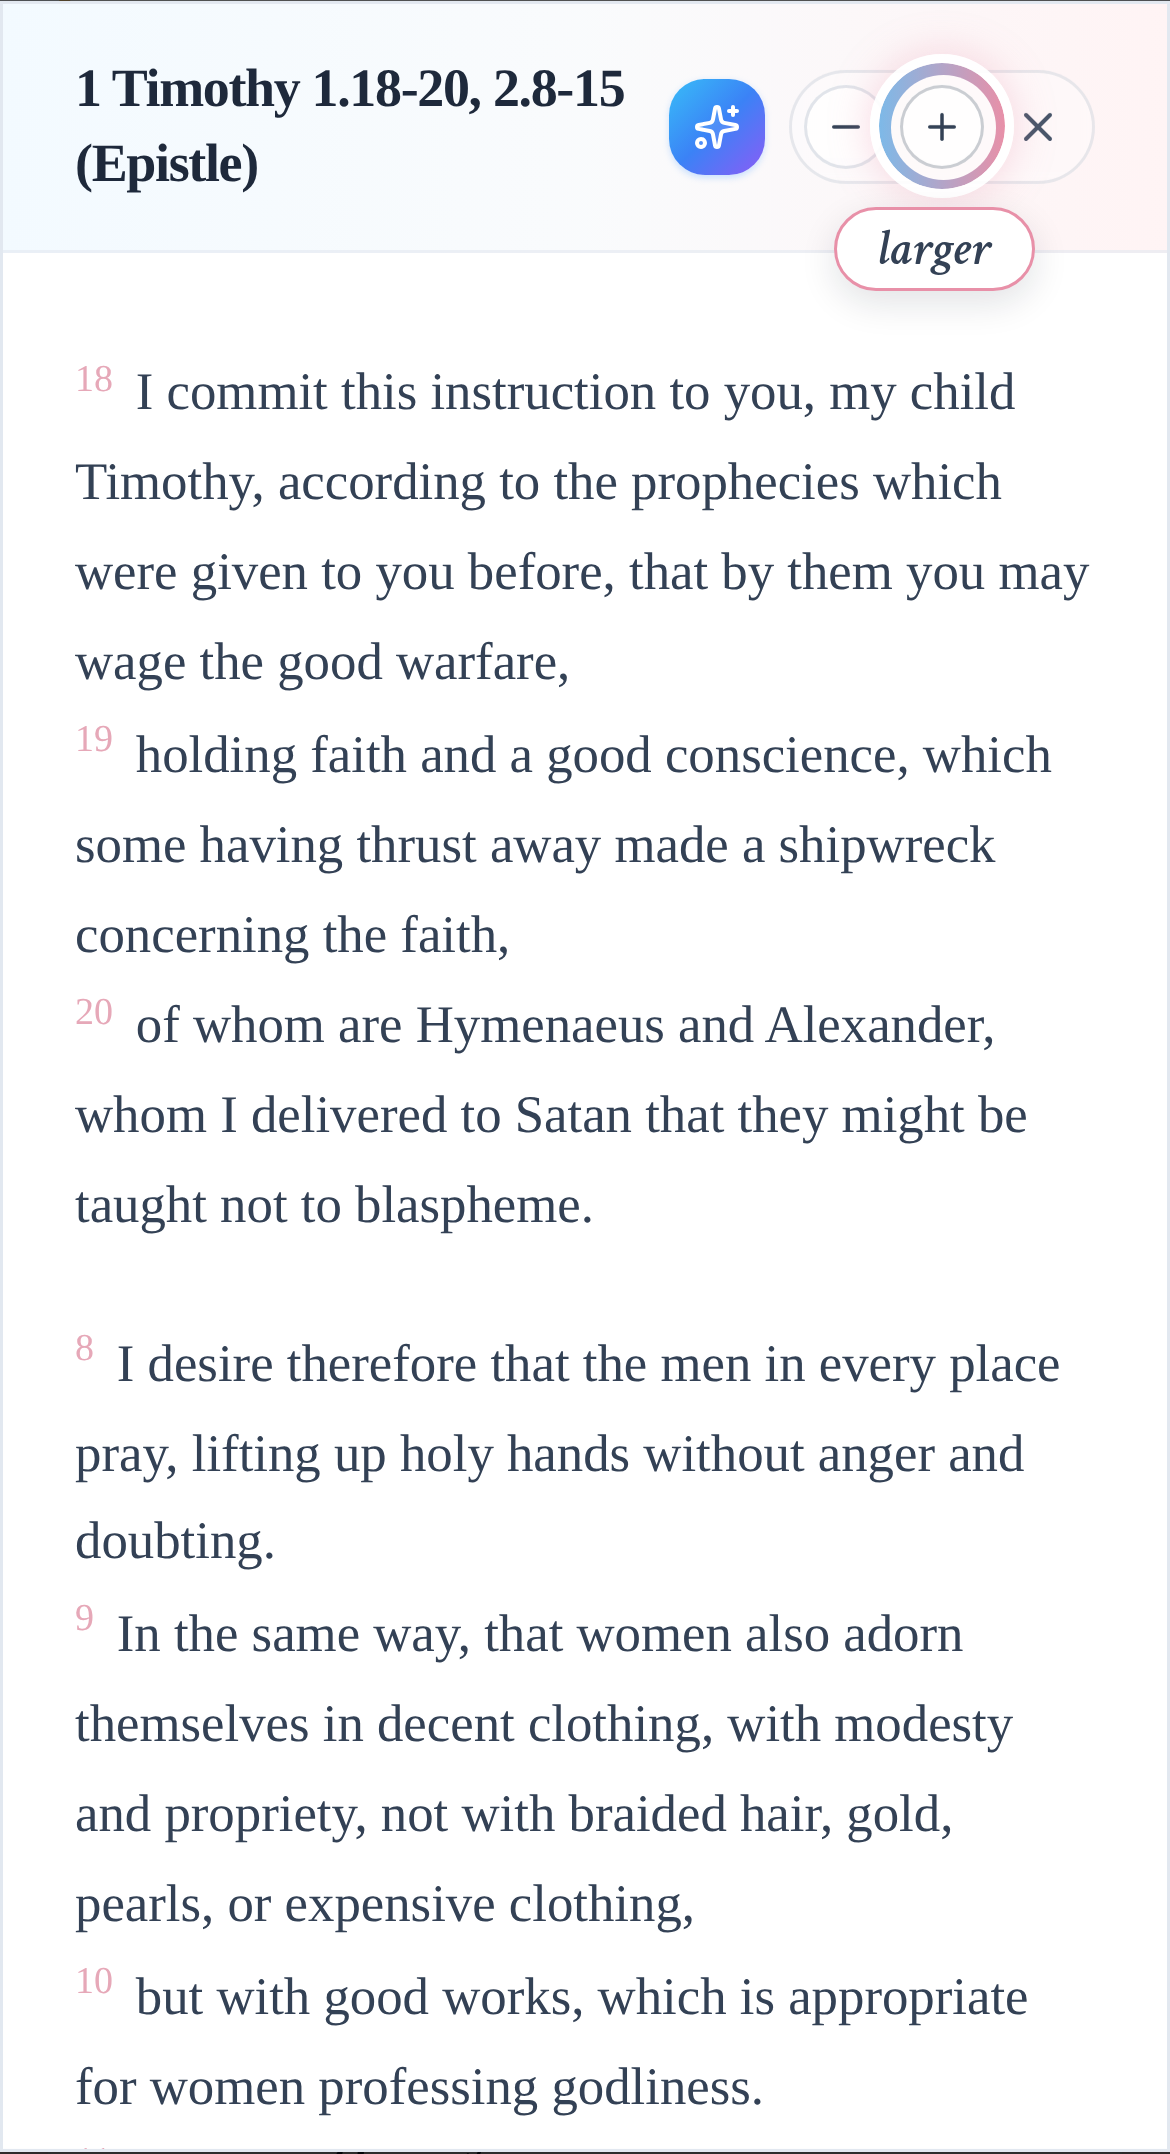 1 Timothy 1.18-20, 2.8-15
(Epistle)
larger
18 I commit this instruction to you, my child
Timothy, according to the prophecies which
were given to you before, that by them you may
wage the good warfare,
19 holding faith and a good conscience, which
some having thrust away made a shipwreck
concerning the faith,
20 of whom are Hymenaeus and Alexander,
whom I delivered to Satan that they might be
taught not to blaspheme.
8 I desire therefore that the men in every place
pray, lifting up holy hands without anger and
doubting.
9 In the same way, that women also adorn
themselves in decent clothing, with modesty
and propriety, not with braided hair, gold,
pearls, or expensive clothing,
10 but with good works, which is appropriate
for women professing godliness.